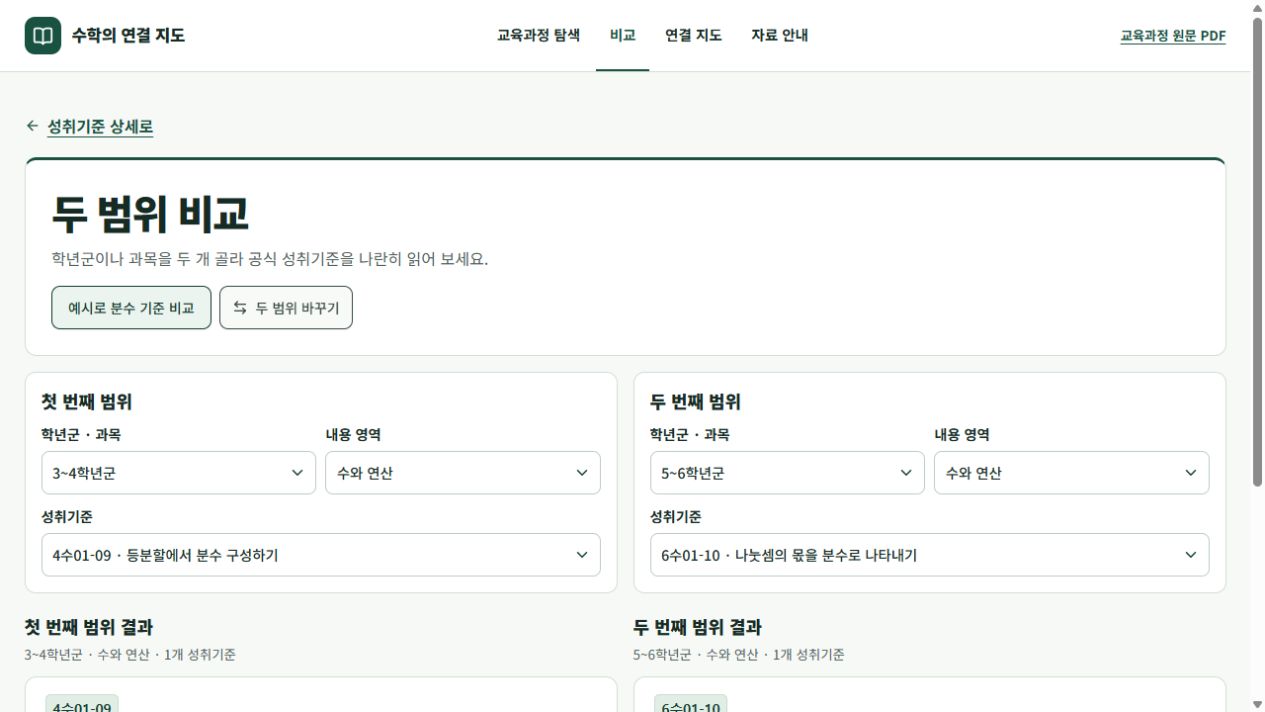 수학의 연결 지도
교육과정 탐색 비교 연결 지도 자료 안내
교육과정 원문 PDF
← 성취기준 상세로
두 범위 비교
학년군이나 과목을 두 개 골라 공식 성취기준을 나란히 읽어 보세요.
예시로 분수 기준 비교
두 범위 바꾸기
첫 번째 범위
학년군 · 과목
내용 영역
3~4학년군
수와 연산
성취기준
4수01-09 · 등분할에서 분수 구성하기
두 번째 범위
학년군 · 과목
내용 영역
5~6학년군
수와 연산
성취기준
6수01-10 · 나눗셈의 몫을 분수로 나타내기
첫 번째 범위 결과
3~4학년군 · 수와 연산 · 1개 성취기준
4수01-09
두 번째 범위 결과
5~6학년군 · 수와 연산 · 1개 성취기준
6수01-10